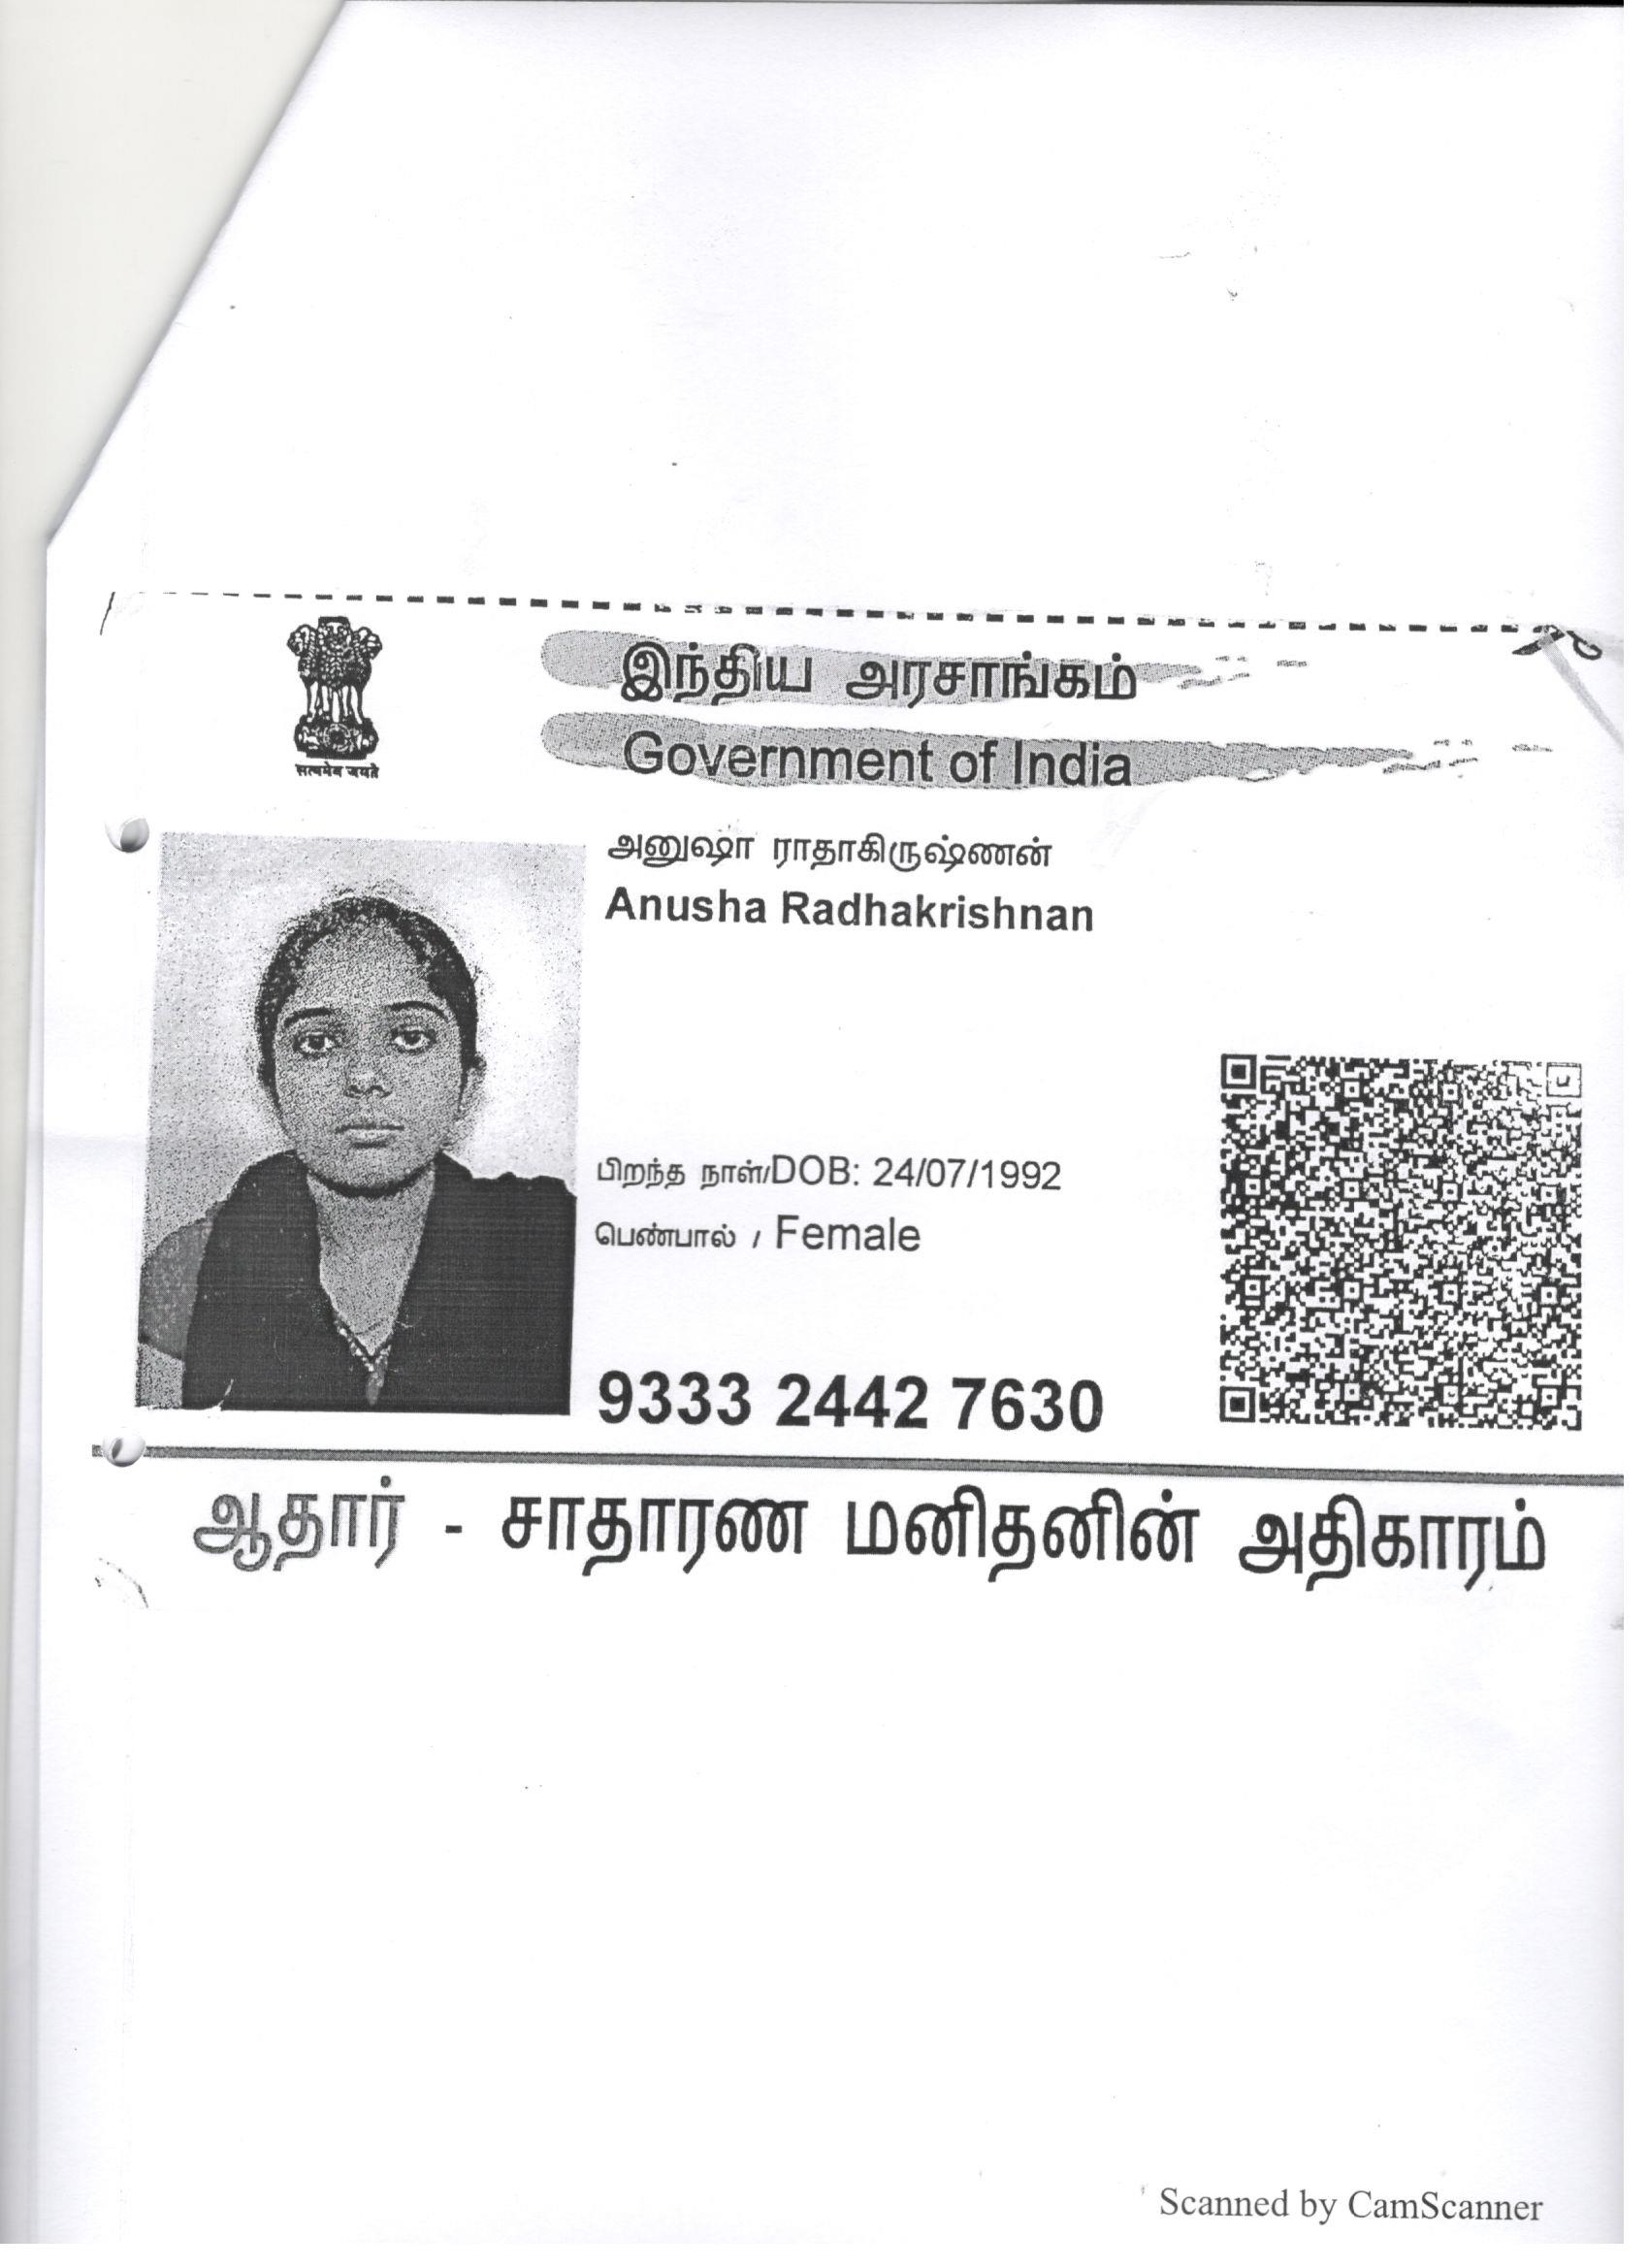 இந்திய அரசாங்கம்
Government of India
सत्यमेव जयते
அனுஷா ராதாகிருஷ்ணன்
Anusha Radhakrishnan
பிறந்த நாள்/DOB: 24/07/1992
பெண்பால் / Female
9333 2442 7630
ஆதார் - சாதாரண மனிதனின் அதிகாரம்
Scanned by CamScanner